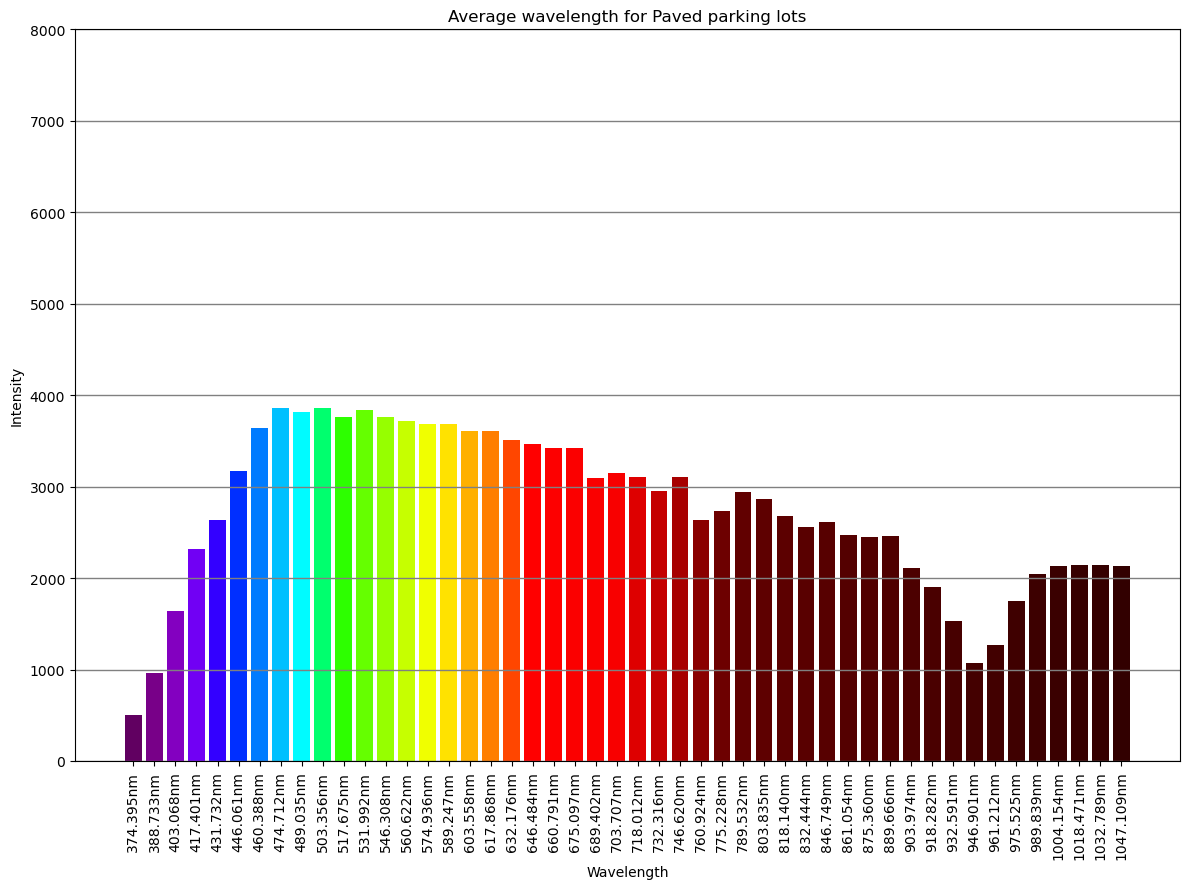 Average wavelength for Paved parking lots
8000
7000
6000
5000
4000
3000
2000
1000
0
Intensity
374.395nm
388.733nm
403.068nm
417.401nm
431.732nm
446.061nm
460.388nm
474.712nm
489.035nm
503.356nm
517.675nm
531.992nm
546.308nm
560.622nm
574.936nm
589.247nm
603.558nm
617.868nm
632.176nm
646.484nm
660.791nm
675.097nm
689.402nm
703.707nm
718.012nm
732.316nm
746.620nm
760.924nm
775.228nm
789.532nm
803.835nm
818.140nm
832.444nm
846.749nm
861.054nm
875.360nm
889.666nm
903.974nm
918.282nm
932.591nm
946.901nm
961.212nm
975.525nm
989.839nm
1004.154nm
1018.471nm
1032.789nm
1047.109nm
Wavelength